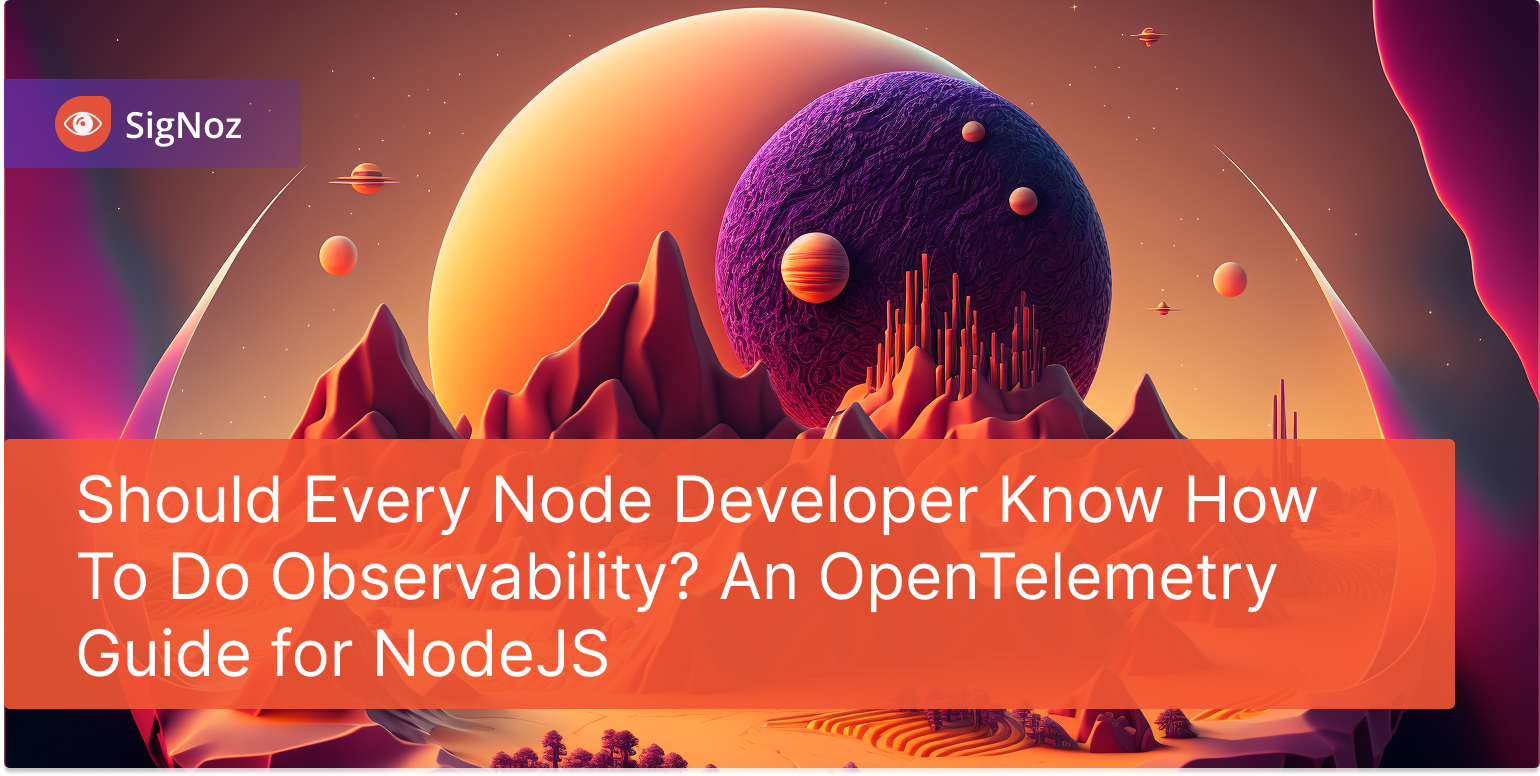 SigNoz
Should Every Node Developer Know How
To Do Observability? An OpenTelemetry
Guide for NodeJS